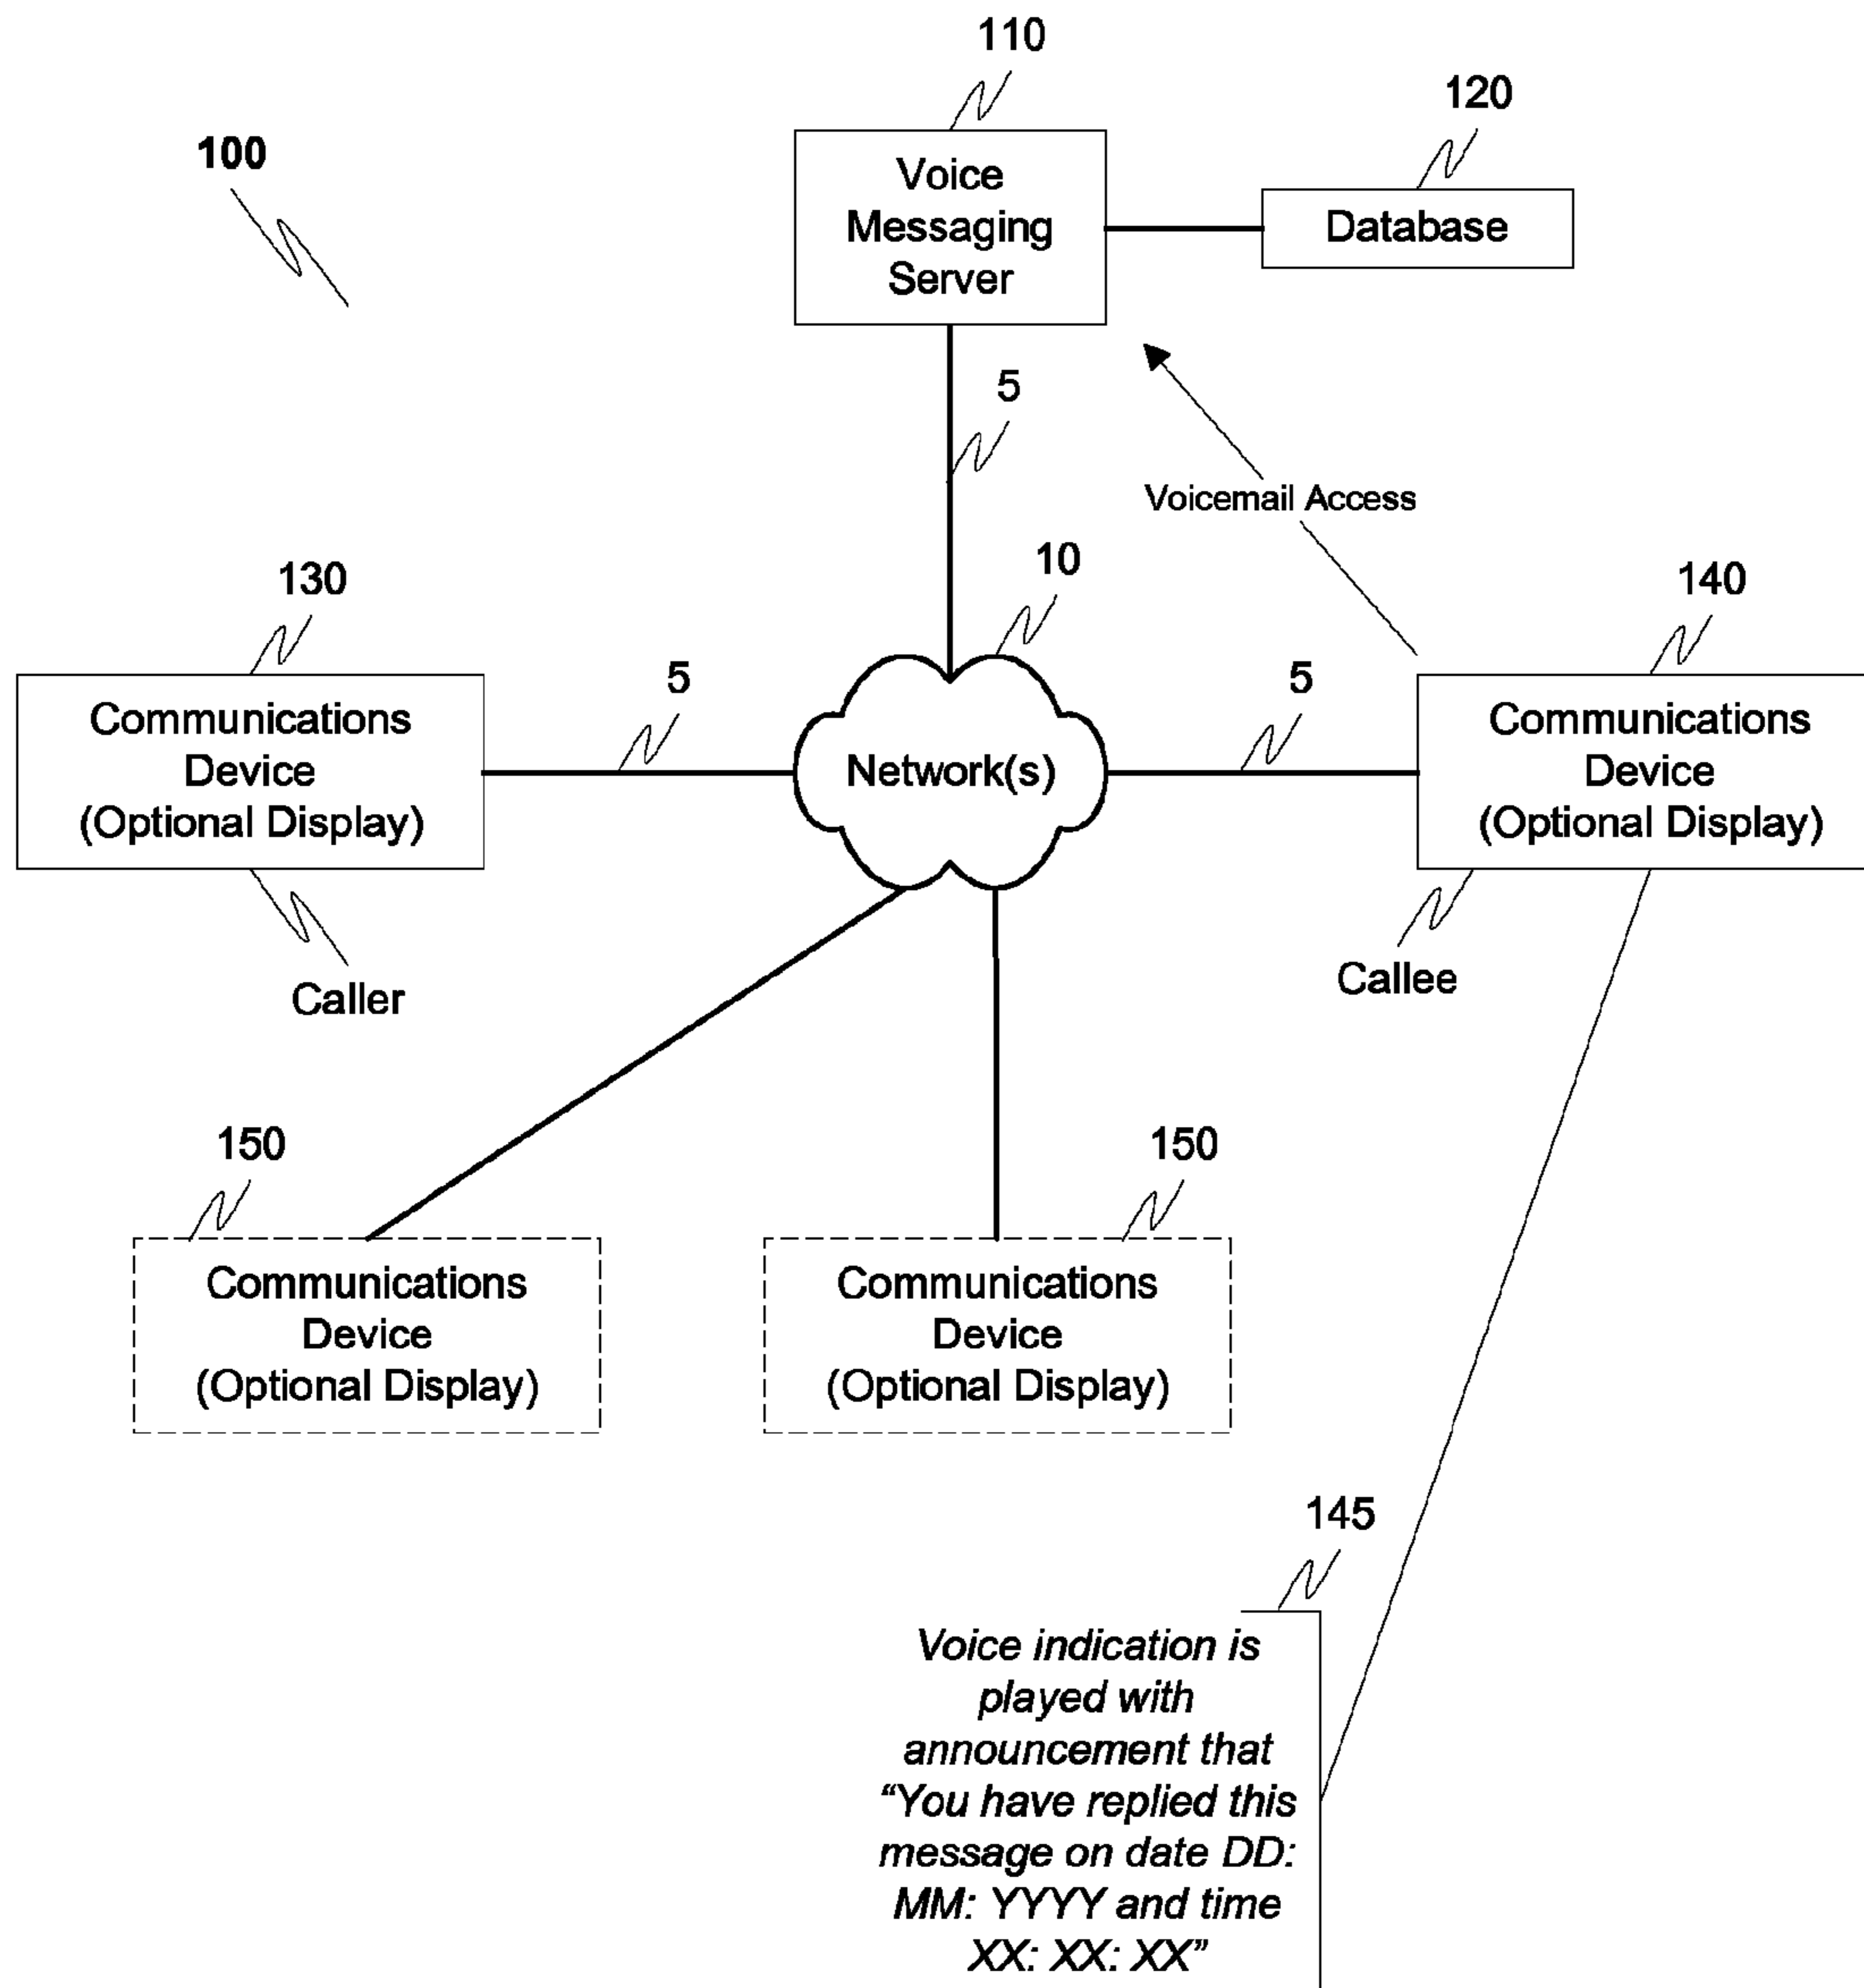 110
120
100
Voice
Messaging
Server
Database
5
Voicemail Access
10
130
140
5
5
Communications
Device
(Optional Display)
Network(s)
Communications
Device
(Optional Display)
Caller
Callee
150
150
Communications
Device
(Optional Display)
Communications
Device
(Optional Display)
145
Voice indication is
played with
announcement that
“You have replied this
message on date DD:
MM: YYYY and time
XX: XX: XX”